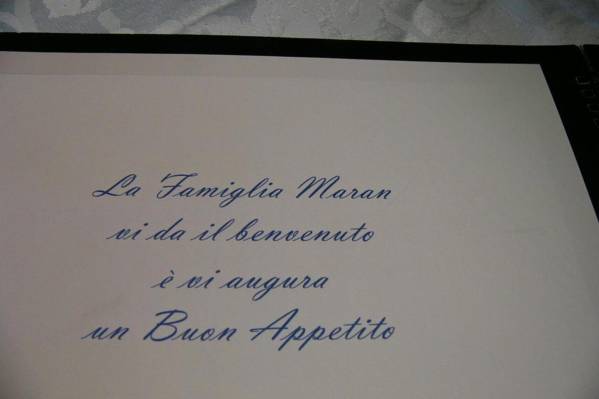 La Famiglia Maran
vi da il benvenuto
è vi augura
un Buon Appetito